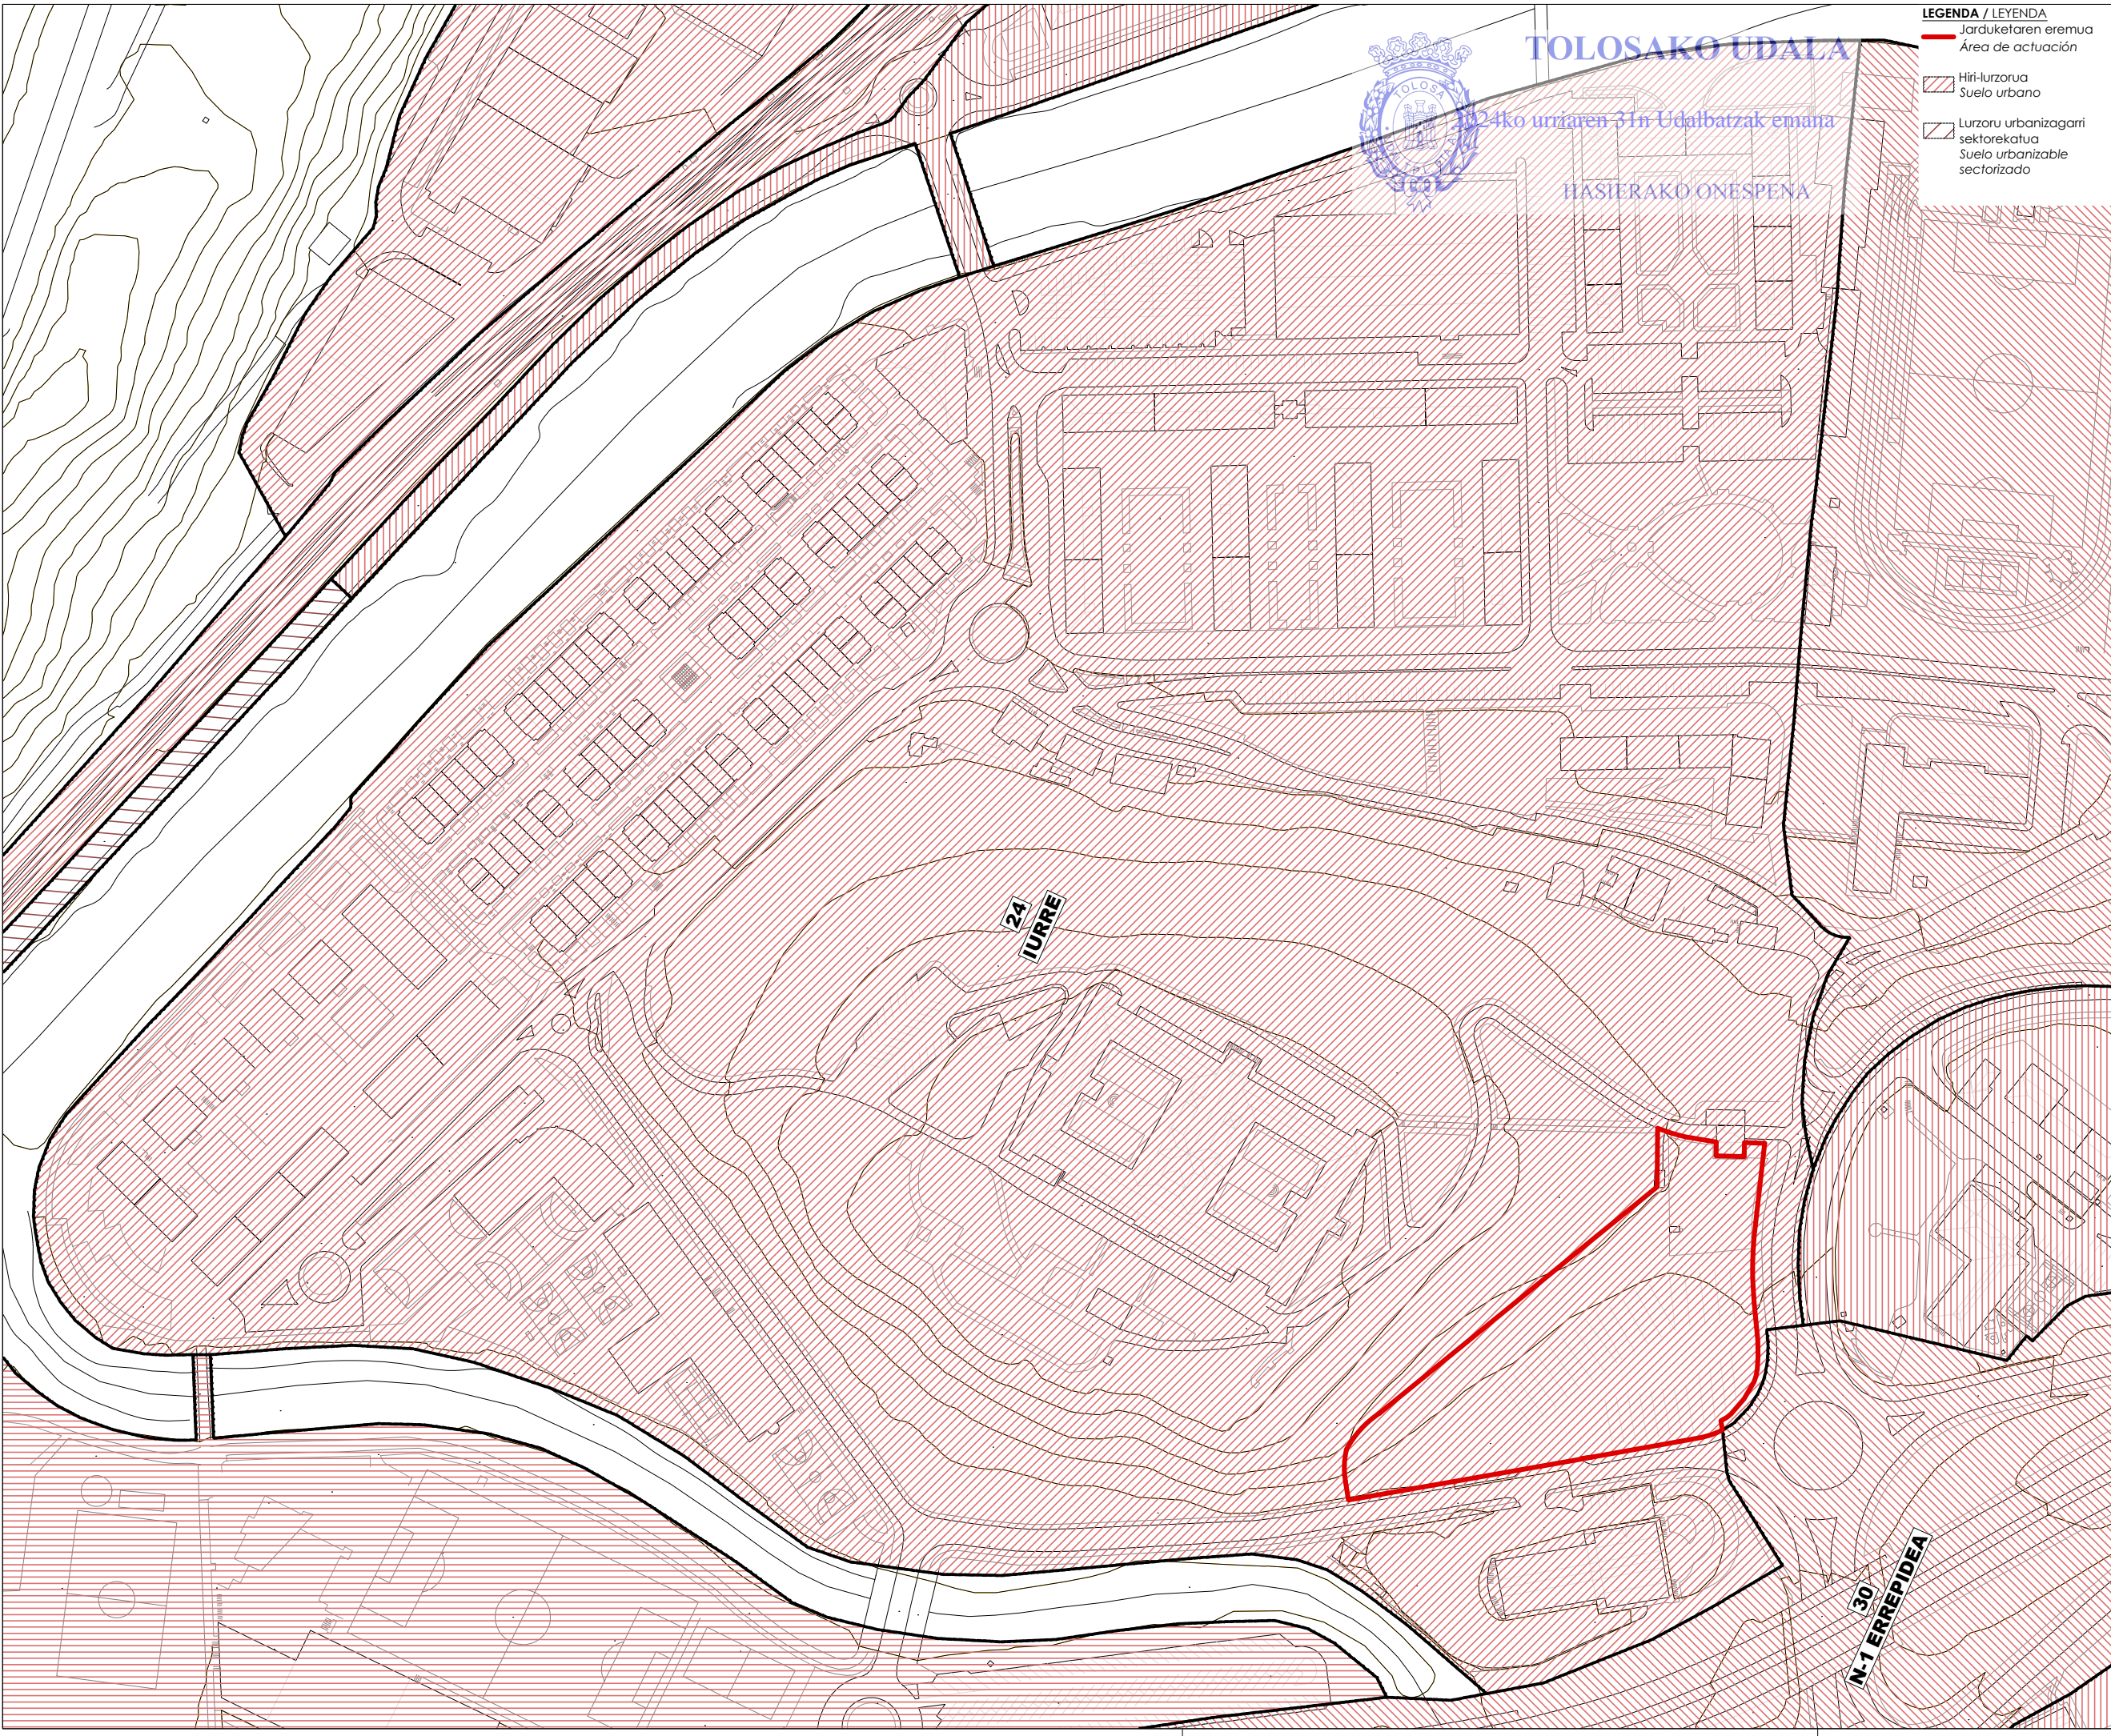 LEGENDA / LEYENDA
Jarduketaren eremua
Área de actuación
Hiri-lurzorua
Suelo urbano
Lurzoru urbanizagarri
sektorekatua
Suelo urbanizable
sectorizado
TOLOSAKO UDALA
TOLOSA
24ko urriaren 31n Udalbatzak emana
HASIERAKO ONESPENA
24
IURRE
30
N-1 ERREPIDEA